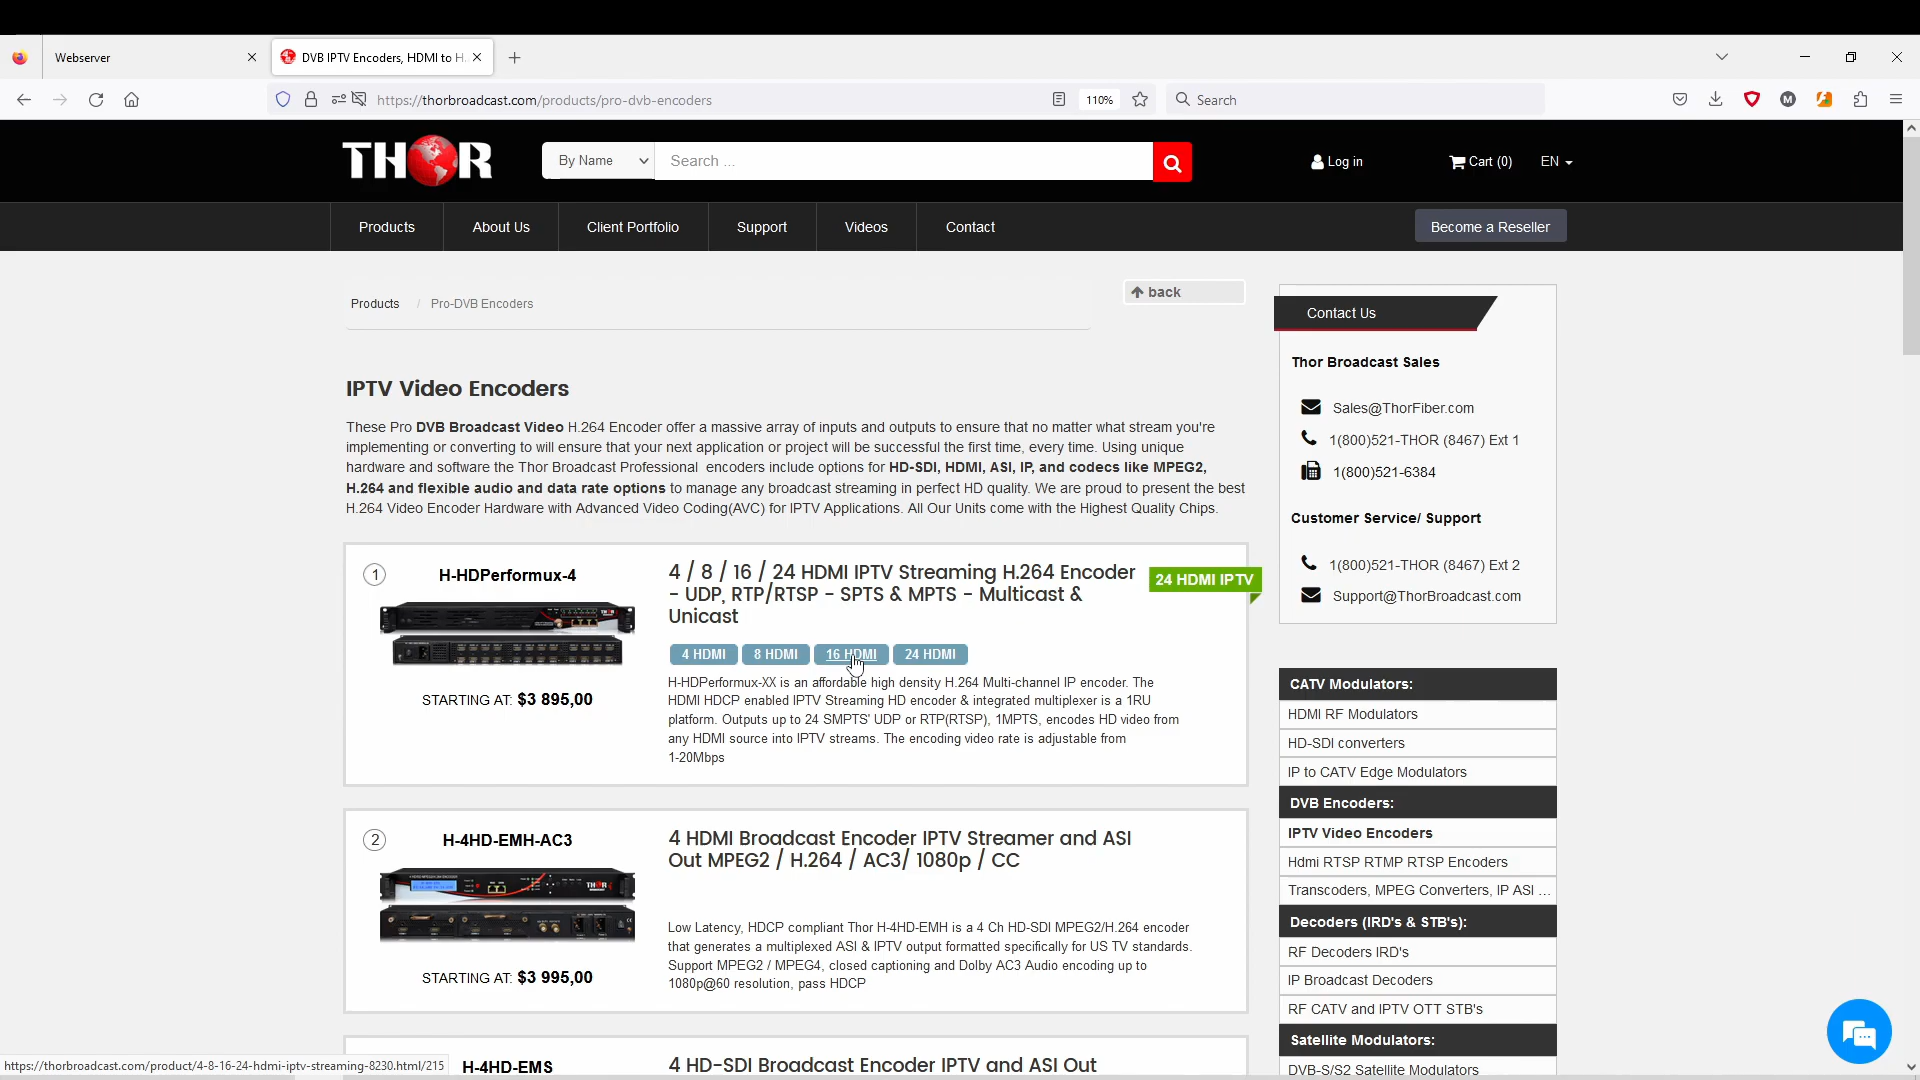 Webserver
DVB IPTV Encoders, HDMI to H.
https://thorbroadcast.com/products/pro-dvb-encoders
110%
Search
M
THOR
By Name
Search ...
Log in
Cart (0)
EN
Products
About Us
Client Portfolio
Support
Videos
Contact
Become a Reseller
Products / Pro-DVB Encoders
back
IPTV Video Encoders
These Pro DVB Broadcast Video H.264 Encoder offer a massive array of inputs and outputs to ensure that no matter what stream you're
implementing or converting to will ensure that your next application or project will be successful the first time, every time. Using unique
hardware and software the Thor Broadcast Professional encoders include options for HD-SDI, HDMI, ASI, IP, and codecs like MPEG2,
H.264 and flexible audio and data rate options to manage any broadcast streaming in perfect HD quality. We are proud to present the best
H.264 Video Encoder Hardware with Advanced Video Coding(AVC) for IPTV Applications. All Our Units come with the Highest Quality Chips.
1
H-HDPerformux-4
STARTING AT: $3 895,00
4 / 8 / 16 / 24 HDMI IPTV Streaming H.264 Encoder
- UDP, RTP/RTSP - SPTS & MPTS - Multicast &
Unicast
24 HDMI IPTV
4 HDMI
8 HDMI
16 HDMI
24 HDMI
H-HDPerformux-XX is an affordable high density H.264 Multi-channel IP encoder. The
HDMI HDCP enabled IPTV Streaming HD encoder & integrated multiplexer is a 1RU
platform. Outputs up to 24 SMPTS' UDP or RTP(RTSP), 1MPTS, encodes HD video from
any HDMI source into IPTV streams. The encoding video rate is adjustable from
1-20Mbps
2
H-4HD-EMH-AC3
THOR
STARTING AT: $3 995,00
4 HDMI Broadcast Encoder IPTV Streamer and ASI
Out MPEG2 / H.264 / AC3/ 1080p / CC
Low Latency, HDCP compliant Thor H-4HD-EMH is a 4 Ch HD-SDI MPEG2/H.264 encoder
that generates a multiplexed ASI & IPTV output formatted specifically for US TV standards.
Support MPEG2 / MPEG4, closed captioning and Dolby AC3 Audio encoding up to
1080p@60 resolution, pass HDCP
H-4HD-EMS
4 HD-SDI Broadcast Encoder IPTV and ASI Out
Contact Us
Thor Broadcast Sales
Sales@ThorFiber.com
1(800)521-THOR (8467) Ext 1
1(800)521-6384
Customer Service/ Support
1(800)521-THOR (8467) Ext 2
Support@ThorBroadcast.com
CATV Modulators:
HDMI RF Modulators
HD-SDI converters
IP to CATV Edge Modulators
DVB Encoders:
IPTV Video Encoders
Hdmi RTSP RTMP RTSP Encoders
Transcoders, MPEG Converters, IP ASI ...
Decoders (IRD's & STB's):
RF Decoders IRD's
IP Broadcast Decoders
RF CATV and IPTV OTT STB's
Satellite Modulators:
DVB-S/S2 Satellite Modulators
https://thorbroadcast.com/product/4-8-16-24-hdmi-iptv-streaming-8230.html/215